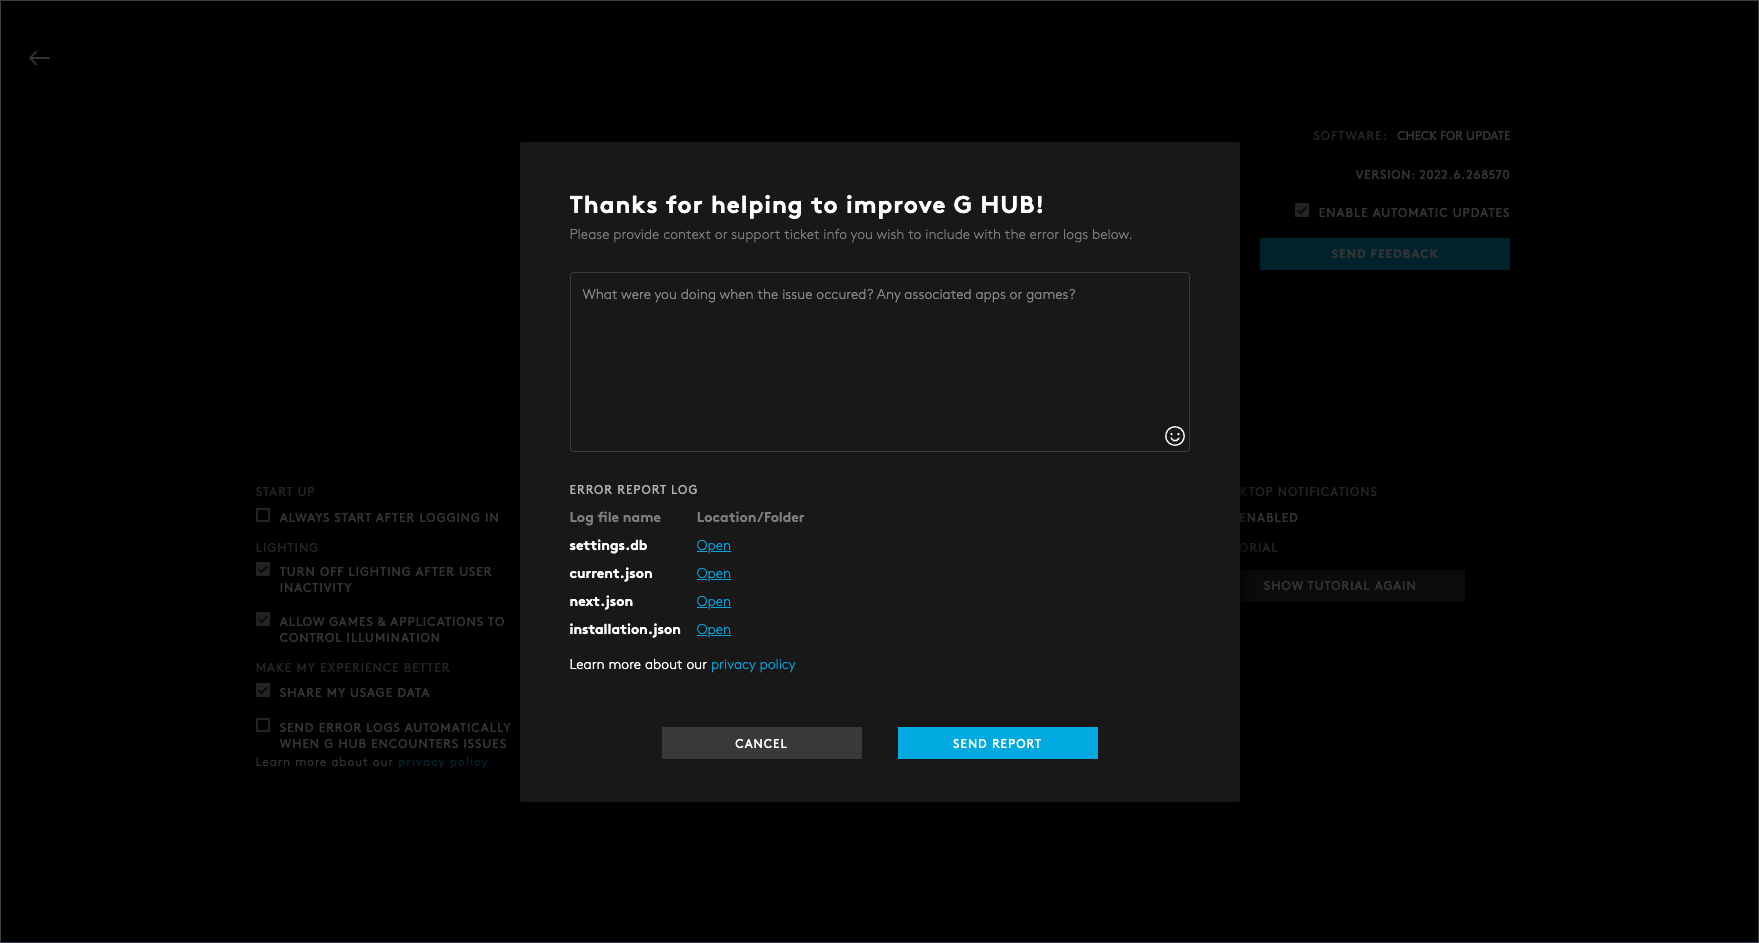 SOFTWARE: CHECK FOR UPDATE
VERSION: 2022.6.268570
ENABLE AUTOMATIC UPDATES
SEND FEEDBACK
Thanks for helping to improve G HUB!
Please provide context or support ticket info you wish to include with the error logs below.
What were you doing when the issue occured? Any associated apps or games?
ERROR REPORT LOG
Log file name Location/Folder
settings.db Open
current.json Open
next.json Open
installation.json Open
Learn more about our privacy policy
CANCEL
SEND REPORT
START UP
ALWAYS START AFTER LOGGING IN
LIGHTING
TURN OFF LIGHTING AFTER USER
INACTIVITY
ALLOW GAMES & APPLICATIONS TO
CONTROL ILLUMINATION
MAKE MY EXPERIENCE BETTER
SHARE MY USAGE DATA
SEND ERROR LOGS AUTOMATICALLY
WHEN G HUB ENCOUNTERS ISSUES
Learn more about our privacy policy
KTOP NOTIFICATIONS
ENABLED
ORIAL
SHOW TUTORIAL AGAIN